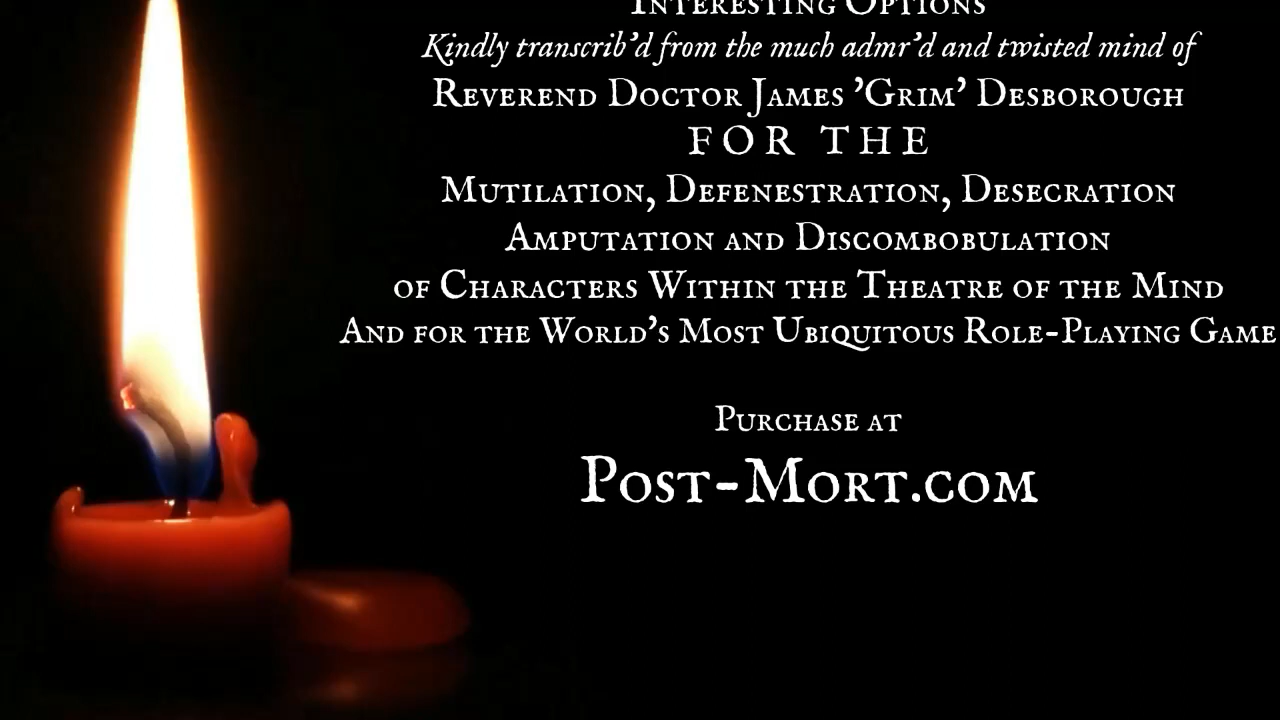 Interesting Options
Kindly transcrib'd from the much admr'd and twisted mind of
Reverend Doctor James 'Grim' Desborough
FOR THE
Mutilation, Defenestration, Desecration
Amputation and Discombobulation
of Characters Within the Theatre of the Mind
And for the World's Most Ubiquitous Role-Playing Game
Purchase at
Post-Mort.com